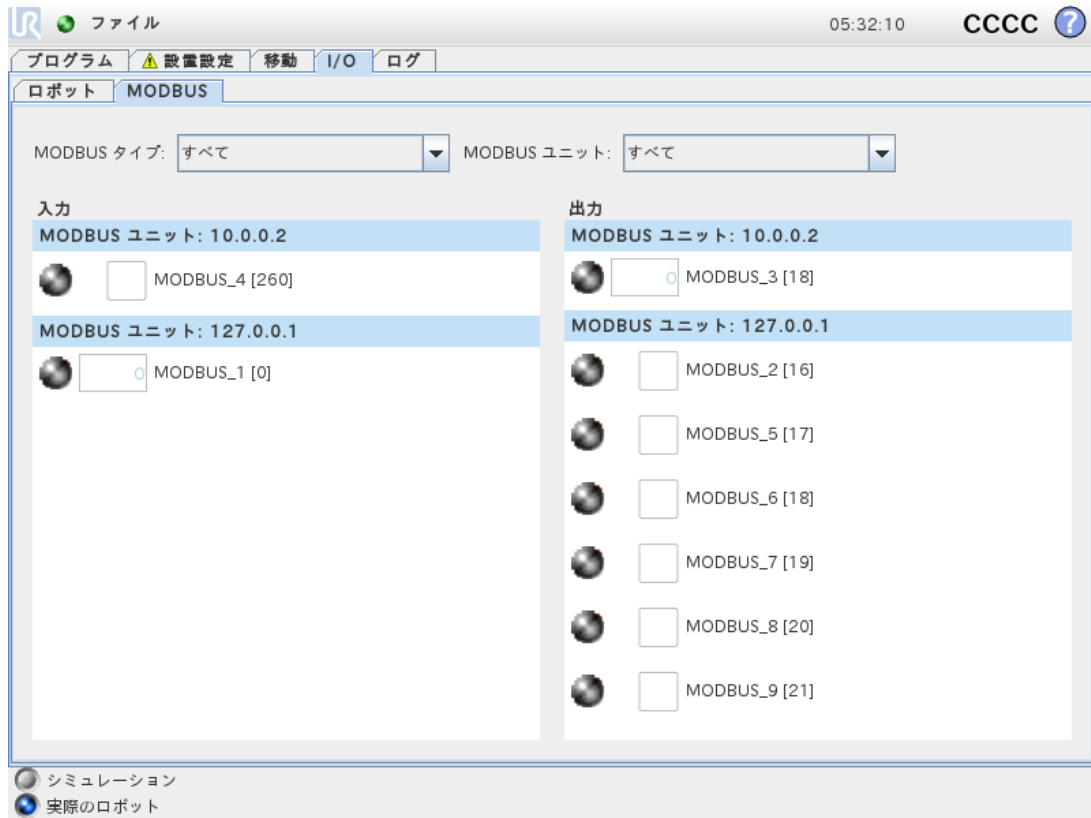 UR ファイル 05:32:10 CCCC ?
プログラム 設置設定 移動 I/O ログ
ロボット MODBUS
MODBUS タイプ: すべて MODBUS ユニット: すべて
入力
MODBUS ユニット: 10.0.0.2
MODBUS_4 [260]
MODBUS ユニット: 127.0.0.1
0 MODBUS_1 [0]
出力
MODBUS ユニット: 10.0.0.2
0 MODBUS_3 [18]
MODBUS ユニット: 127.0.0.1
MODBUS_2 [16]
MODBUS_5 [17]
MODBUS_6 [18]
MODBUS_7 [19]
MODBUS_8 [20]
MODBUS_9 [21]
シミュレーション
実際のロボット